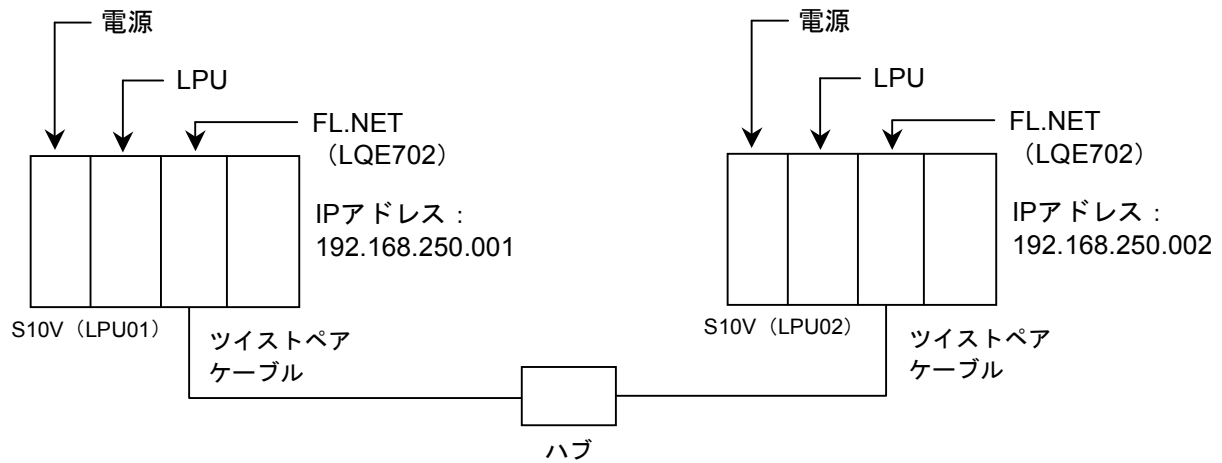 電源
LPU
FL.NET
（LQE702）
IPアドレス：
192.168.250.001
S10V（LPU01）
ツイストペア
ケーブル
電源
LPU
FL.NET
（LQE702）
IPアドレス：
192.168.250.002
S10V（LPU02）
ツイストペア
ケーブル
ハブ